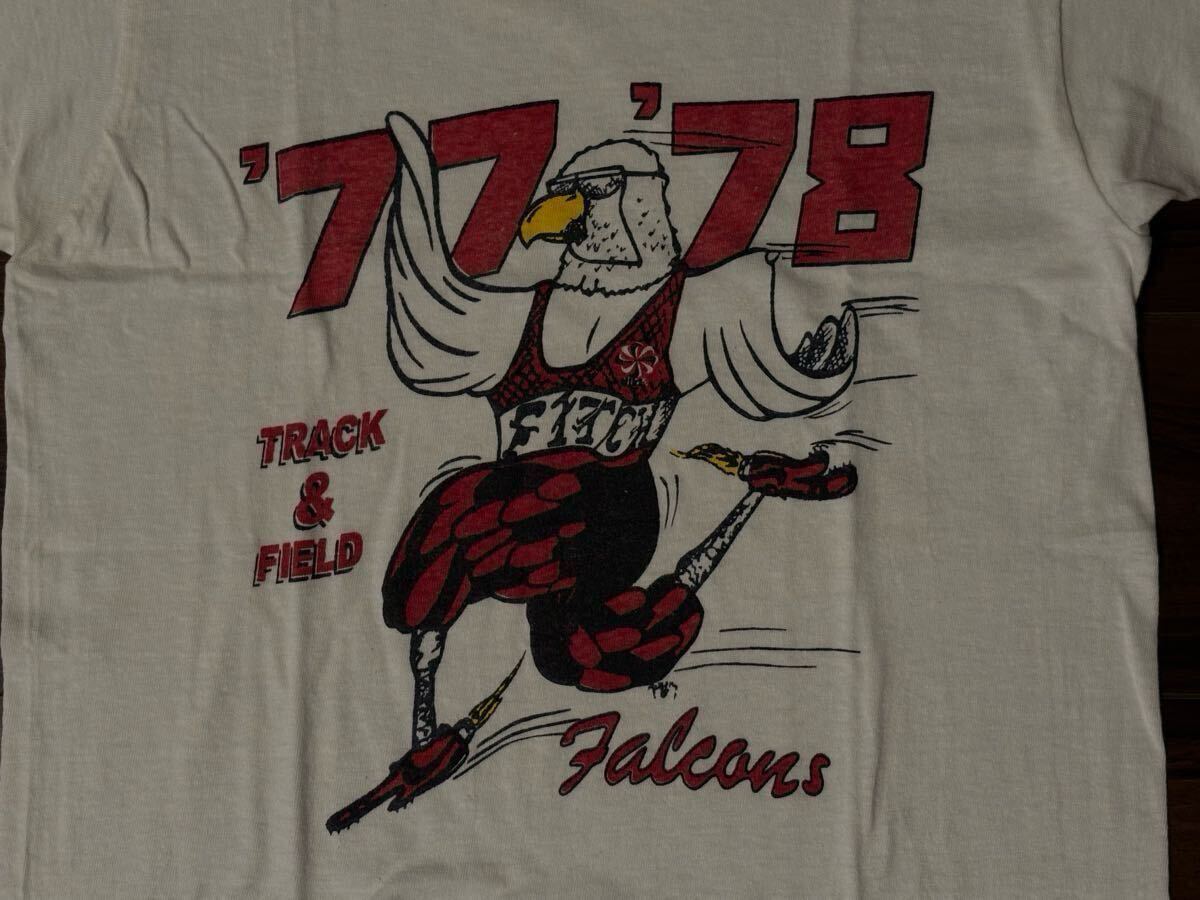 '77 '78
FITCH
TRACK
&
FIELD
Falcons